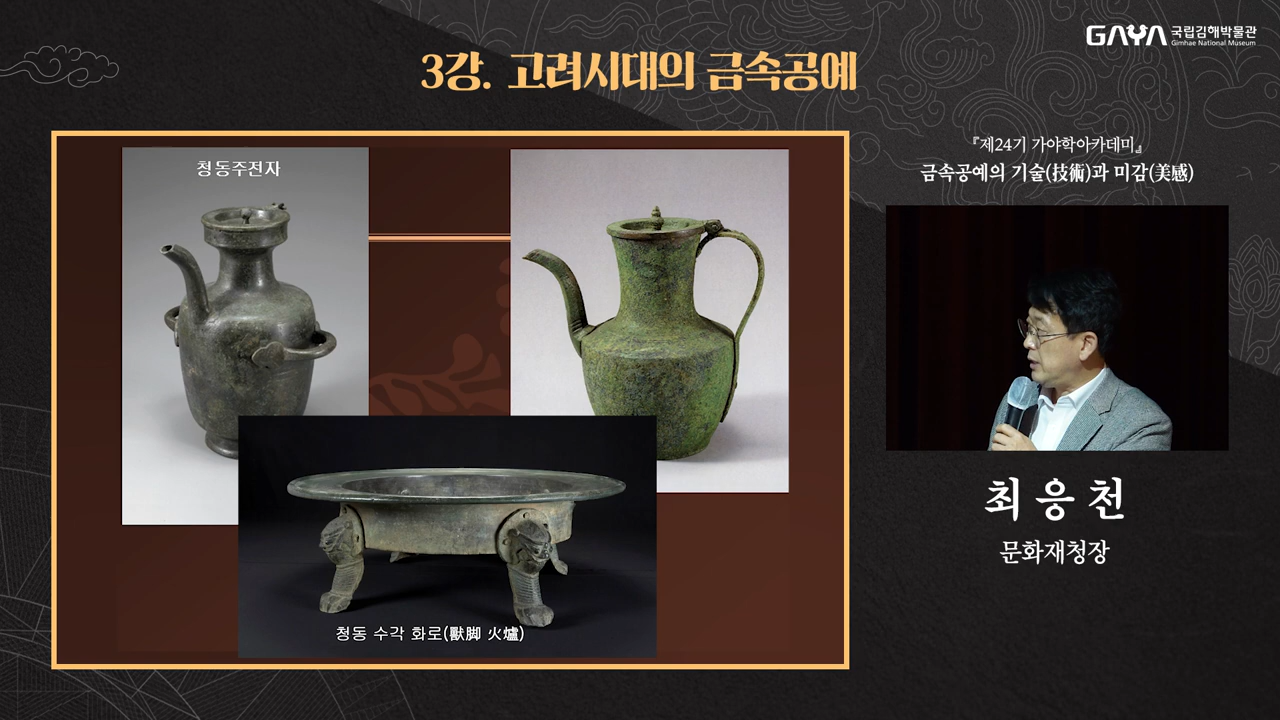 3강. 고려시대의 금속공예
GAYA 국립김해박물관
Gimhae National Museum
『제24기 가야학아카데미』
금속공예의 기술(技術)과 미감(美感)
청동주전자
청동 수각 화로(獸脚 火爐)
최응천
문화재청장